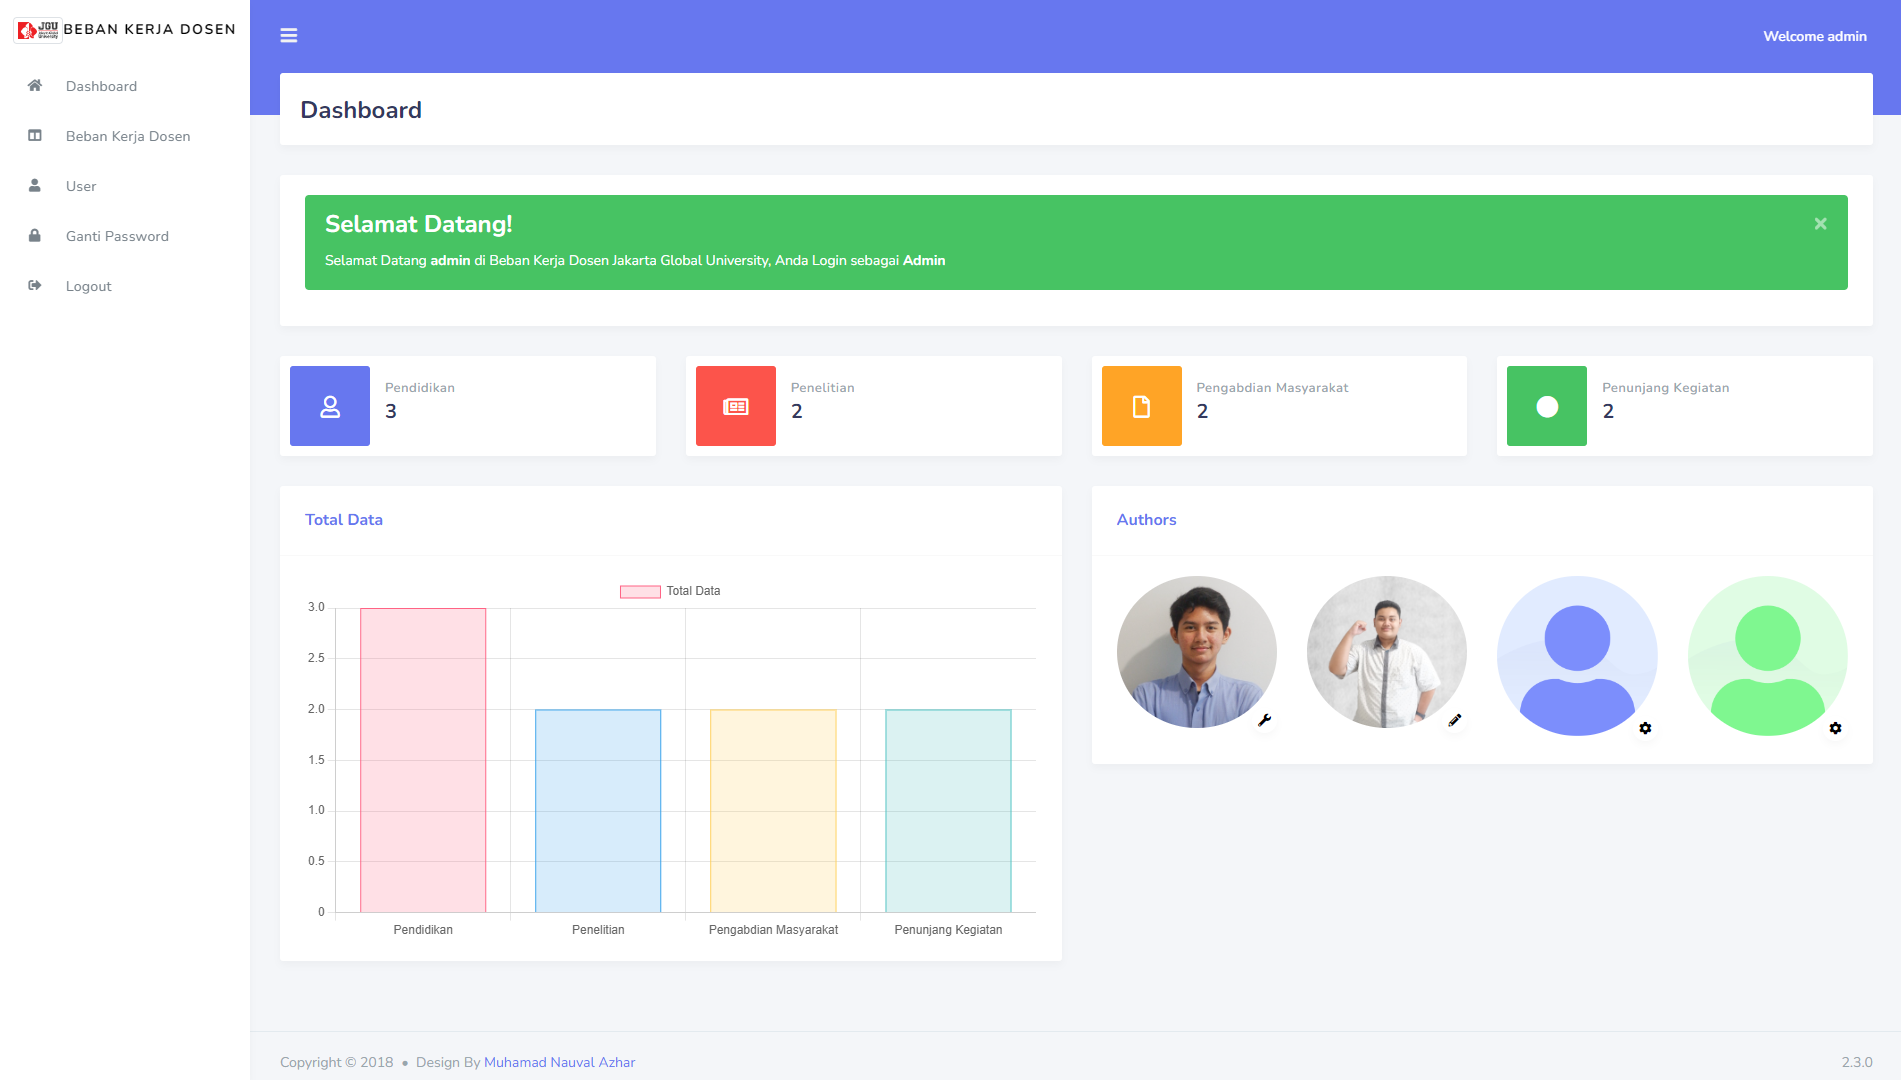 JGU
BEBAN KERJA DOSEN
Welcome admin
Dashboard
Beban Kerja Dosen
User
Ganti Password
Logout
Dashboard
Selamat Datang!
Selamat Datang admin di Beban Kerja Dosen Jakarta Global University, Anda Login sebagai Admin
Pendidikan
3
Penelitian
2
Pengabdian Masyarakat
2
Penunjang Kegiatan
2
Total Data
Total Data
3.0
2.5
2.0
1.5
1.0
0.5
0
Pendidikan
Penelitian
Pengabdian Masyarakat
Penunjang Kegiatan
Authors
Copyright © 2018 • Design By Muhamad Nauval Azhar
2.3.0